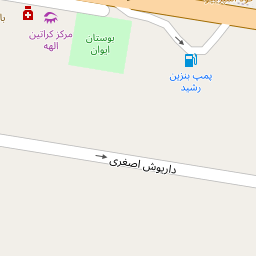 بوستان
ایوان
مرکز کراتین
الهه
پمپ بنزین
رشید
داریوش اصغری